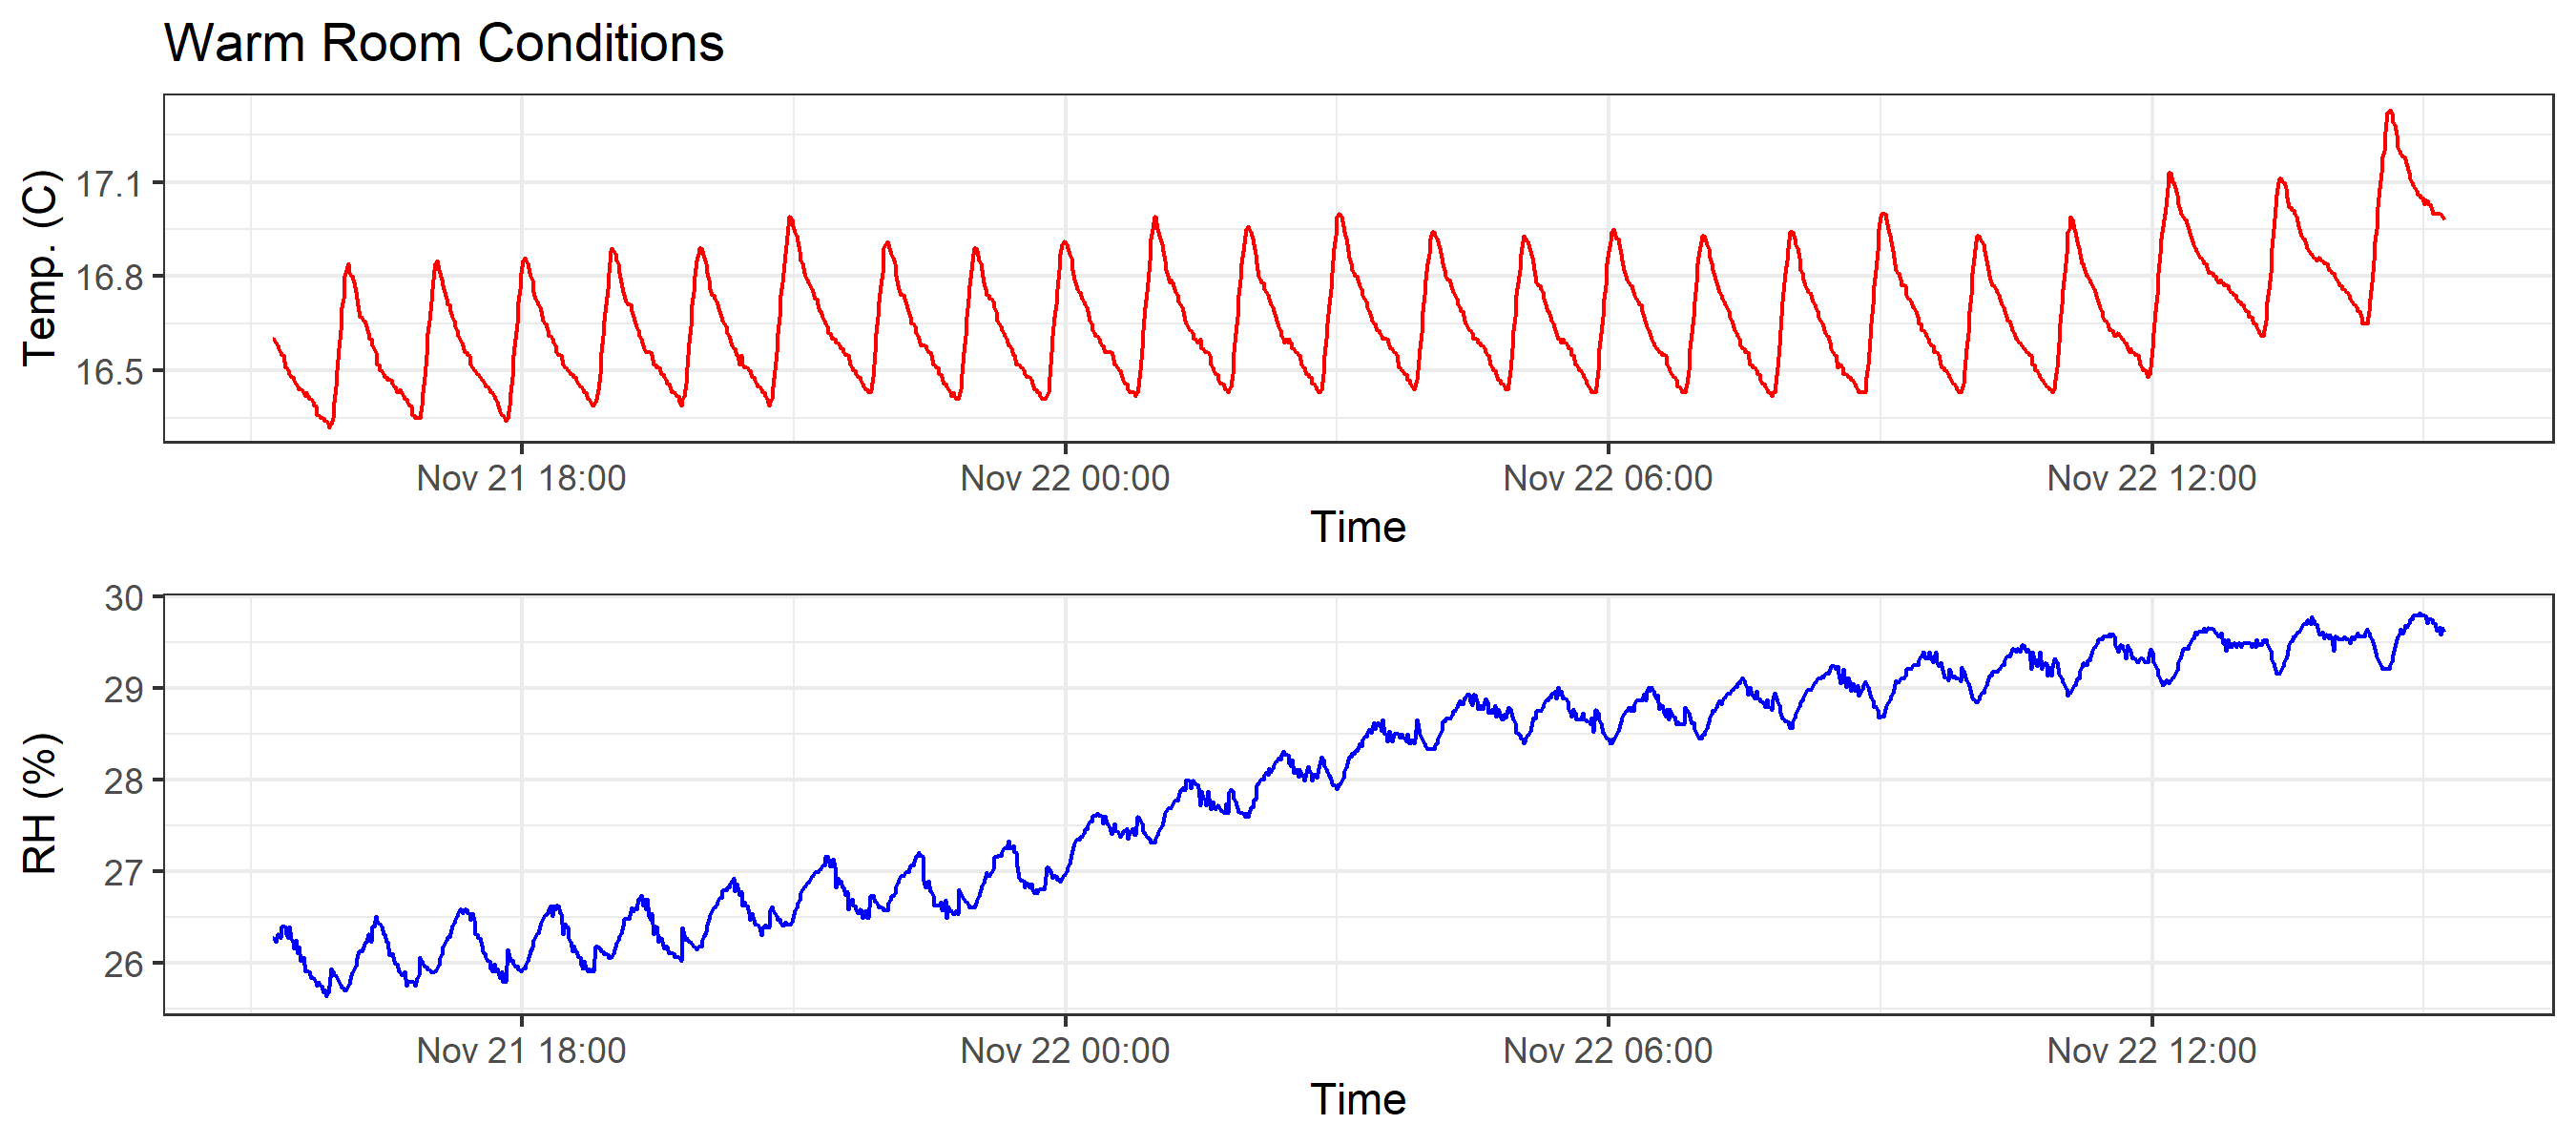 Warm Room Conditions
Temp. (C)
17.1
16.8
16.5
Nov 21 18:00 Nov 22 00:00 Nov 22 06:00 Nov 22 12:00
Time
RH (%)
30
29
28
27
26
Nov 21 18:00 Nov 22 00:00 Nov 22 06:00 Nov 22 12:00
Time